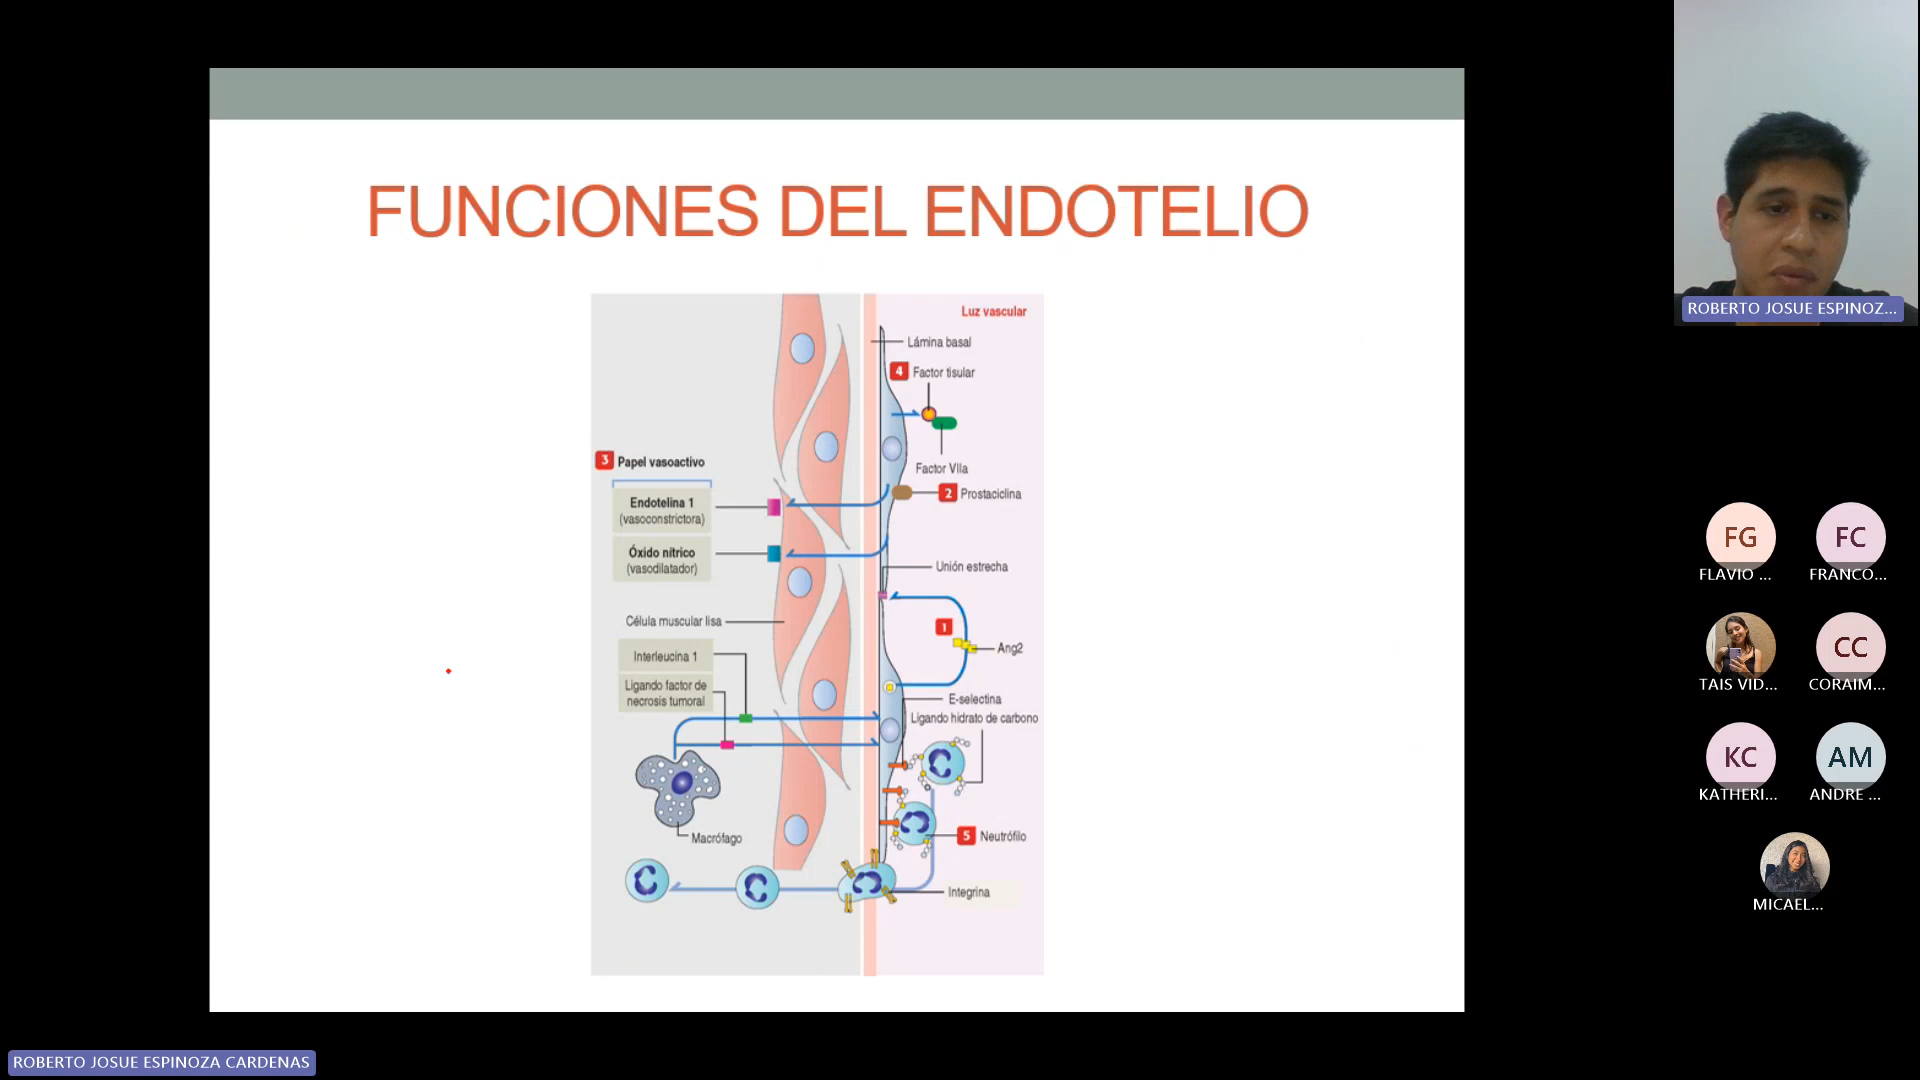 FUNCIONES DEL ENDOTELIO
Luz vascular
Lámina basal
4 Factor tisular
Factor VIIa
3 Papel vasoactivo
2 Prostaciclina
Endotelina 1
(vasoconstrictora)
Óxido nítrico
(vasodilatador)
Unión estrecha
Célula muscular lisa
1
Ang2
Interleucina 1
Ligando factor de
necrosis tumoral
E-selectina
Ligando hidrato de carbono
Macrófago
5 Neutrófilo
Integrina
ROBERTO JOSUE ESPINOZ...
FG
FLAVIO ...
FC
FRANCO...
TAIS VID...
CC
CORAIM...
KC
KATHERI...
AM
ANDRE ...
MICAEL...
ROBERTO JOSUE ESPINOZA CARDENAS